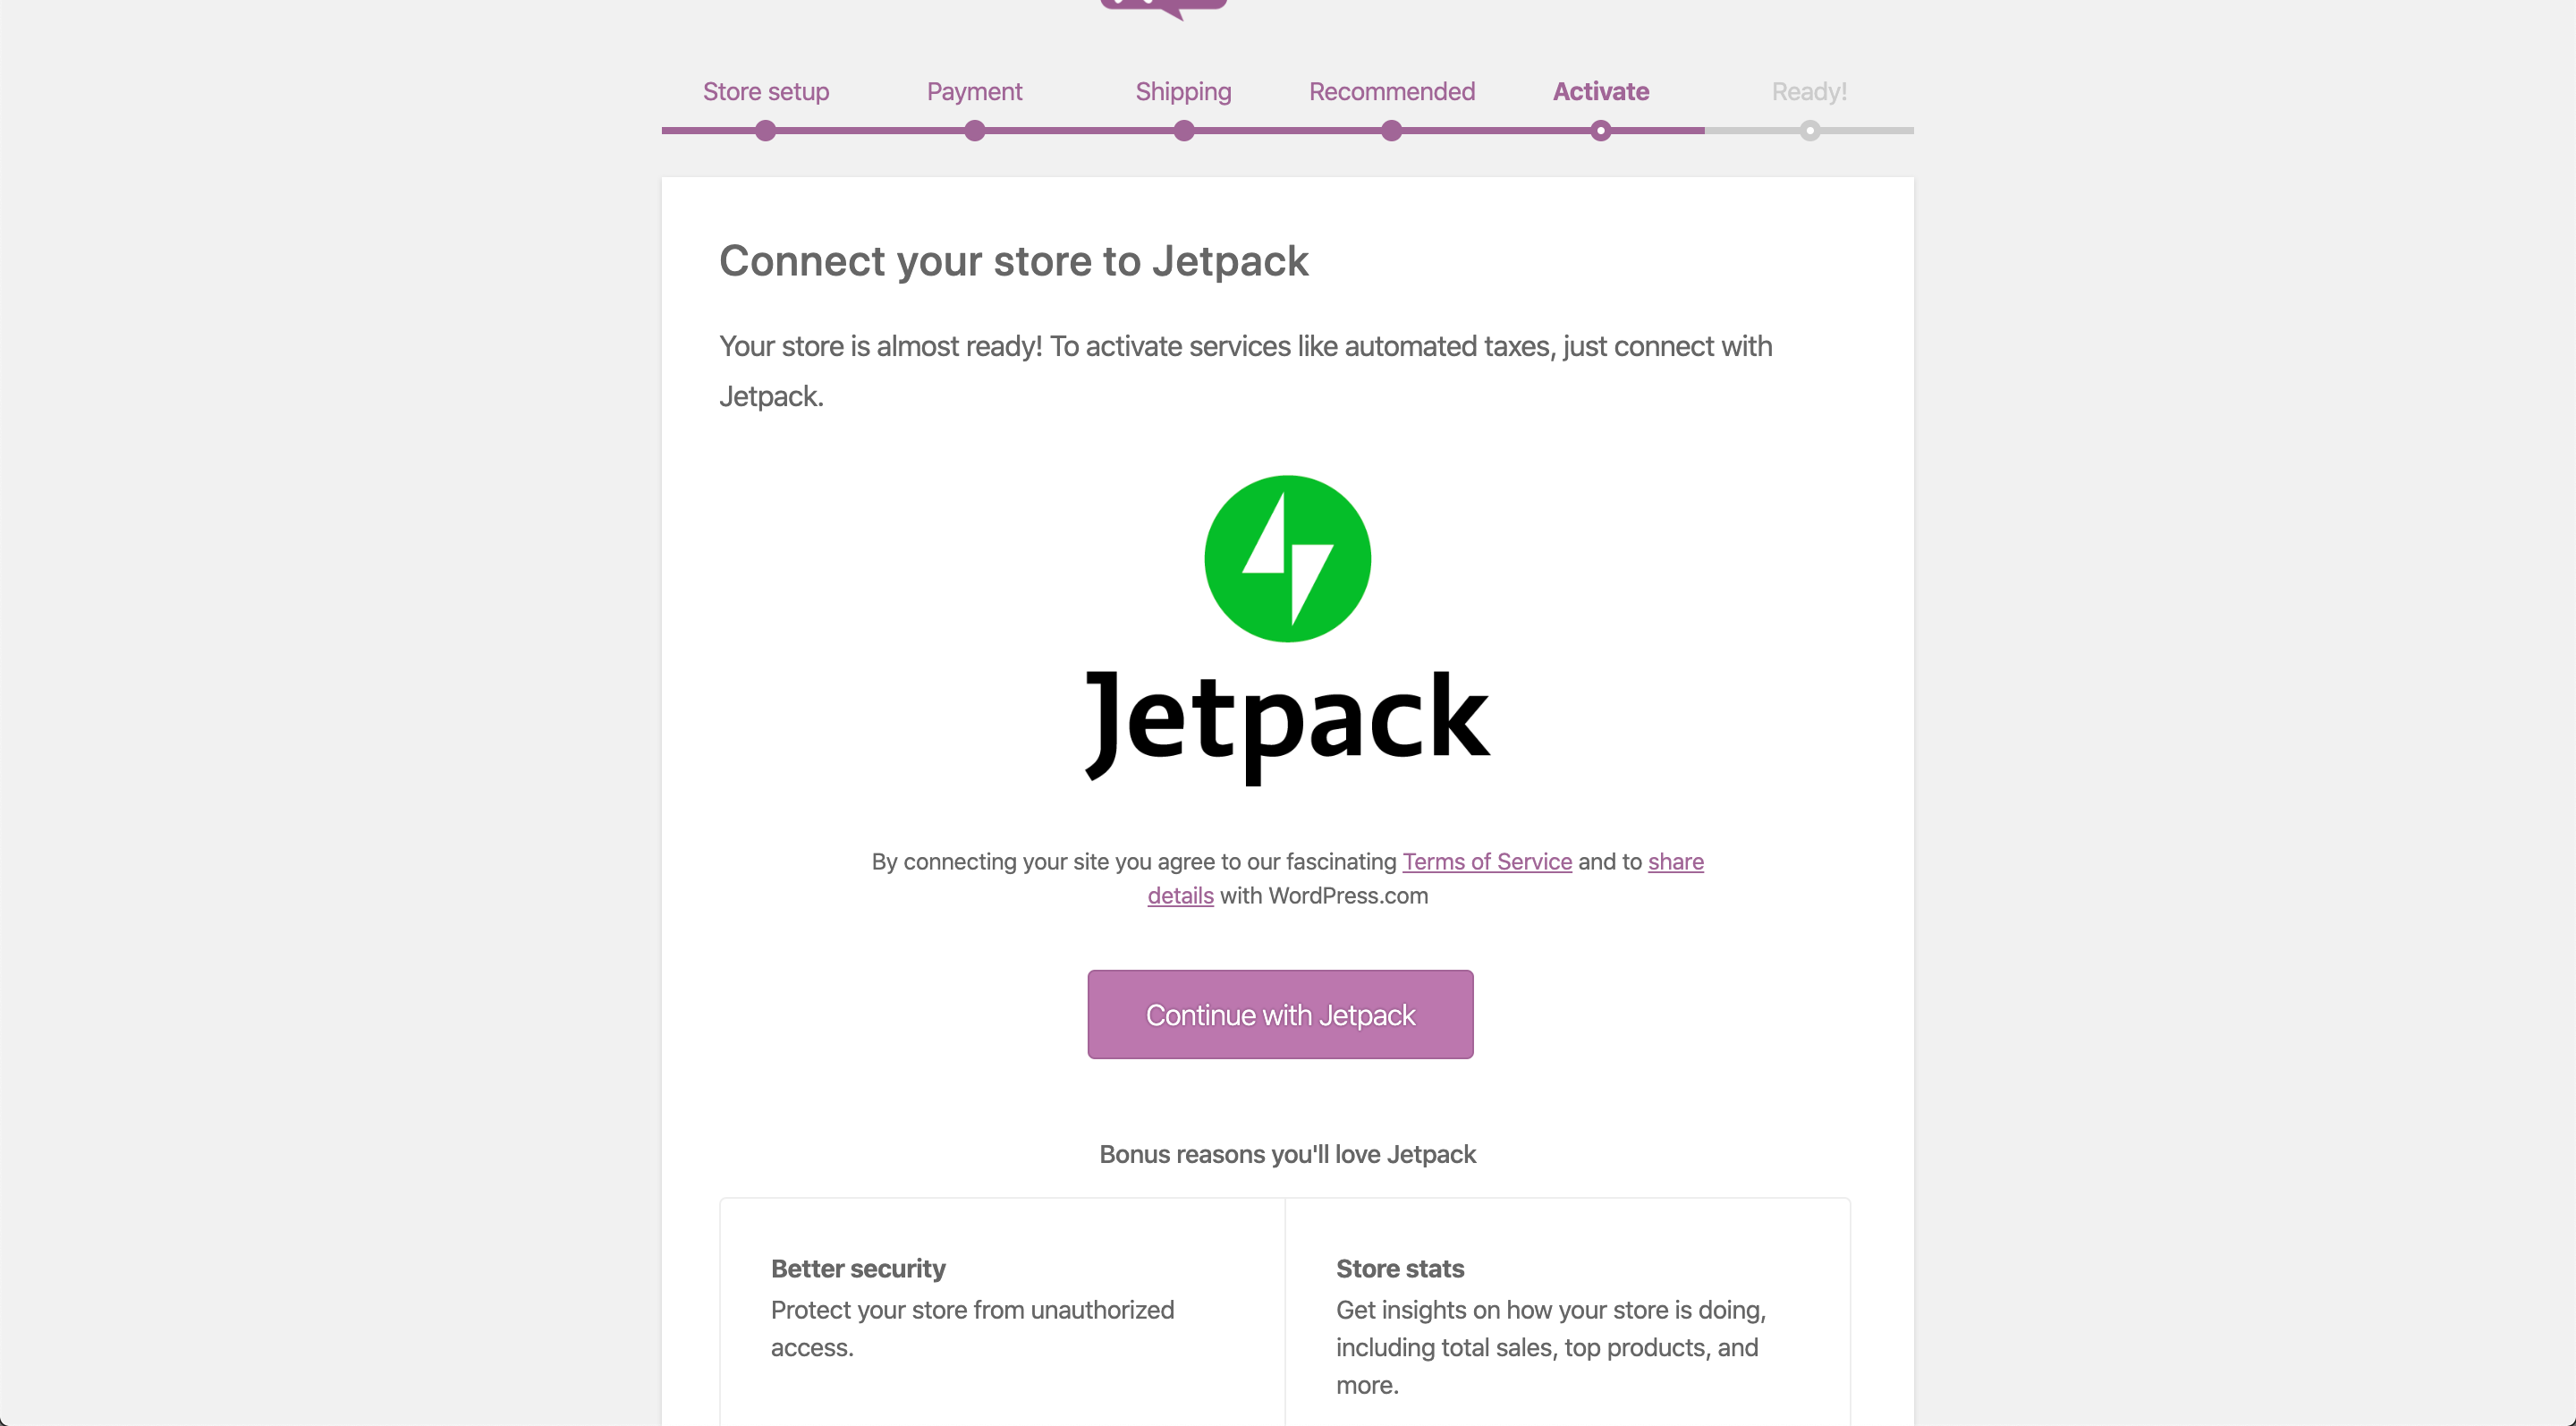 Store setup
Payment
Shipping
Recommended
Activate
Ready!
Connect your store to Jetpack
Your store is almost ready! To activate services like automated taxes, just connect with
Jetpack.
Jetpack
By connecting your site you agree to our fascinating Terms of Service and to share
details with WordPress.com
Continue with Jetpack
Bonus reasons you'll love Jetpack
Better security
Protect your store from unauthorized
access.
Store stats
Get insights on how your store is doing,
including total sales, top products, and
more.